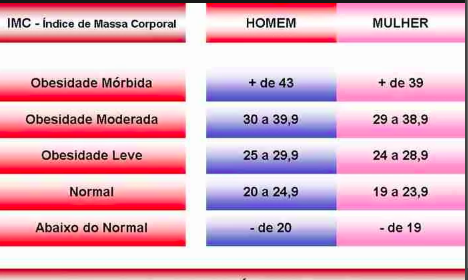 IMC - Índice de Massa Corporal HOMEM MULHER
Obesidade Mórbida + de 43 + de 39
Obesidade Moderada 30 a 39,9 29 a 38,9
Obesidade Leve 25 a 29,9 24 a 28,9
Normal 20 a 24,9 19 a 23,9
Abaixo do Normal - de 20 - de 19